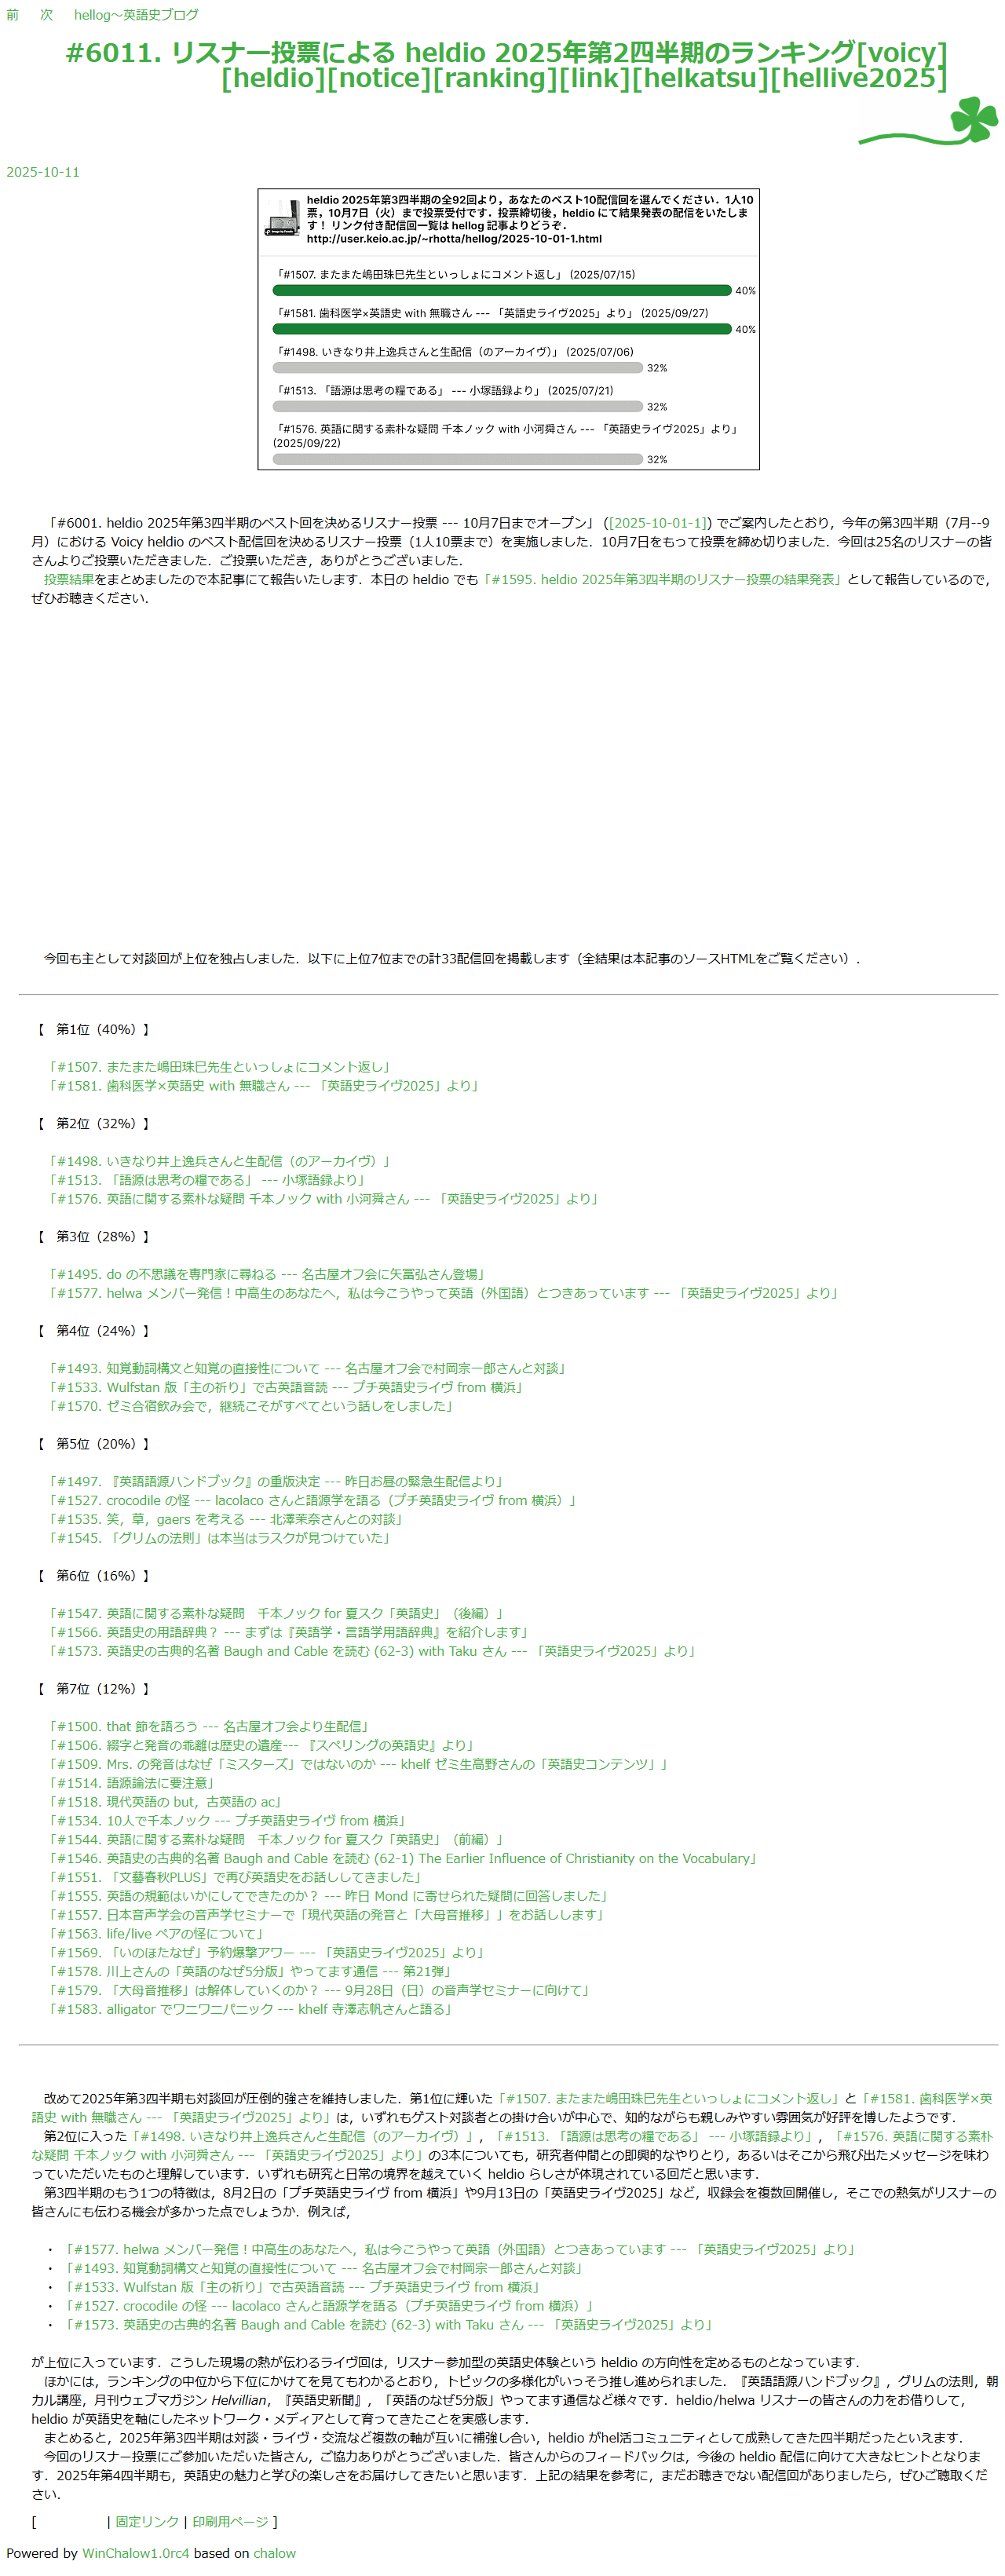 前　次　hellog～英語史ブログ
#6011. リスナー投票による heldio 2025年第2四半期のランキング[voicy]
[heldio][notice][ranking][link][helkatsu][hellive2025]
2025-10-11
heldio 2025年第3四半期の全92回より，あなたのベスト10配信回を選んでください．1人10
票，10月7日（火）まで投票受付です．投票締切後，heldio にて結果発表の配信をいたしま
す！ リンク付き配信回一覧は hellog 記事よりどうぞ．
http://user.keio.ac.jp/~rhotta/hellog/2025-10-01-1.html
「#1507. またまた嶋田珠巳先生といっしょにコメント返し」 (2025/07/15)
40%
「#1581. 歯科医学×英語史 with 無職さん --- 「英語史ライヴ2025」より」 (2025/09/27)
40%
「#1498. いきなり井上逸兵さんと生配信（のアーカイヴ）」 (2025/07/06)
32%
「#1513. 「語源は思考の糧である」 --- 小塚語録より」 (2025/07/21)
32%
「#1576. 英語に関する素朴な疑問 千本ノック with 小河舜さん --- 「英語史ライヴ2025」より」
(2025/09/22)
32%
「#6001. heldio 2025年第3四半期のベスト回を決めるリスナー投票 --- 10月7日までオープン」 ([2025-10-01-1]) でご案内したとおり，今年の第3四半期（7月--9
月）における Voicy heldio のベスト配信回を決めるリスナー投票（1人10票まで）を実施しました．10月7日をもって投票を締め切りました．今回は25名のリスナーの皆
さんよりご投票いただきました．ご投票いただき，ありがとうございました．
投票結果をまとめましたので本記事にて報告いたします．本日の heldio でも「#1595. heldio 2025年第3四半期のリスナー投票の結果発表」として報告しているので，
ぜひお聴きください．
今回も主として対談回が上位を独占しました．以下に上位7位までの計33配信回を掲載します（全結果は本記事のソースHTMLをご覧ください）．
【　第1位（40%）】
「#1507. またまた嶋田珠巳先生といっしょにコメント返し」
「#1581. 歯科医学×英語史 with 無職さん --- 「英語史ライヴ2025」より」
【　第2位（32%）】
「#1498. いきなり井上逸兵さんと生配信（のアーカイヴ）」
「#1513. 「語源は思考の糧である」 --- 小塚語録より」
「#1576. 英語に関する素朴な疑問 千本ノック with 小河舜さん --- 「英語史ライヴ2025」より」
【　第3位（28%）】
「#1495. do の不思議を専門家に尋ねる --- 名古屋オフ会に矢冨弘さん登場」
「#1577. helwa メンバー発信！中高生のあなたへ，私は今こうやって英語（外国語）とつきあっています --- 「英語史ライヴ2025」より」
【　第4位（24%）】
「#1493. 知覚動詞構文と知覚の直接性について --- 名古屋オフ会で村岡宗一郎さんと対談」
「#1533. Wulfstan 版「主の祈り」で古英語音読 --- プチ英語史ライヴ from 横浜」
「#1570. ゼミ合宿飲み会で，継続こそがすべてという話しをしました」
【　第5位（20%）】
「#1497. 『英語語源ハンドブック』の重版決定 --- 昨日お昼の緊急生配信より」
「#1527. crocodile の怪 --- lacolaco さんと語源学を語る（プチ英語史ライヴ from 横浜）」
「#1535. 笑，草，gaers を考える --- 北澤茉奈さんとの対談」
「#1545. 「グリムの法則」は本当はラスクが見つけていた」
【　第6位（16%）】
「#1547. 英語に関する素朴な疑問　千本ノック for 夏スク「英語史」（後編）」
「#1566. 英語史の用語辞典？ --- まずは『英語学・言語学用語辞典』を紹介します」
「#1573. 英語史の古典的名著 Baugh and Cable を読む (62-3) with Taku さん --- 「英語史ライヴ2025」より」
【　第7位（12%）】
「#1500. that 節を語ろう --- 名古屋オフ会より生配信」
「#1506. 綴字と発音の乖離は歴史の遺産--- 『スペリングの英語史』より」
「#1509. Mrs. の発音はなぜ「ミスターズ」ではないのか --- khelf ゼミ生高野さんの「英語史コンテンツ」」
「#1514. 語源論法に要注意」
「#1518. 現代英語の but，古英語の ac」
「#1534. 10人で千本ノック --- プチ英語史ライヴ from 横浜」
「#1544. 英語に関する素朴な疑問　千本ノック for 夏スク「英語史」（前編）」
「#1546. 英語史の古典的名著 Baugh and Cable を読む (62-1) The Earlier Influence of Christianity on the Vocabulary」
「#1551. 「文藝春秋PLUS」で再び英語史をお話ししてきました」
「#1555. 英語の規範はいかにしてできたのか？ --- 昨日 Mond に寄せられた疑問に回答しました」
「#1557. 日本音声学会の音声学セミナーで「現代英語の発音と「大母音推移」」をお話しします」
「#1563. life/live ペアの怪について」
「#1569. 「いのほたなぜ」予約爆撃アワー --- 「英語史ライヴ2025」より」
「#1578. 川上さんの「英語のなぜ5分版」やってます通信 --- 第21弾」
「#1579. 「大母音推移」は解体していくのか？ --- 9月28日（日）の音声学セミナーに向けて」
「#1583. alligator でワニワニパニック --- khelf 寺澤志帆さんと語る」
改めて2025年第3四半期も対談回が圧倒的強さを維持しました．第1位に輝いた「#1507. またまた嶋田珠巳先生といっしょにコメント返し」と「#1581. 歯科医学×英
語史 with 無職さん --- 「英語史ライヴ2025」より」は，いずれもゲスト対談者との掛け合いが中心で，知的ながらも親しみやすい雰囲気が好評を博したようです．
第2位に入った「#1498. いきなり井上逸兵さんと生配信（のアーカイヴ）」，「#1513. 「語源は思考の糧である」 --- 小塚語録より」，「#1576. 英語に関する素朴
な疑問 千本ノック with 小河舜さん --- 「英語史ライヴ2025」より」の3本についても，研究者仲間との即興的なやりとり，あるいはそこから飛び出たメッセージを味わ
っていただいたものと理解しています．いずれも研究と日常の境界を越えていく heldio らしさが体現されている回だと思います．
第3四半期のもう1つの特徴は，8月2日の「プチ英語史ライヴ from 横浜」や9月13日の「英語史ライヴ2025」など，収録会を複数回開催し，そこでの熱気がリスナーの
皆さんにも伝わる機会が多かった点でしょうか．例えば，
・ 「#1577. helwa メンバー発信！中高生のあなたへ，私は今こうやって英語（外国語）とつきあっています --- 「英語史ライヴ2025」より」
・ 「#1493. 知覚動詞構文と知覚の直接性について --- 名古屋オフ会で村岡宗一郎さんと対談」
・ 「#1533. Wulfstan 版「主の祈り」で古英語音読 --- プチ英語史ライヴ from 横浜」
・ 「#1527. crocodile の怪 --- lacolaco さんと語源学を語る（プチ英語史ライヴ from 横浜）」
・ 「#1573. 英語史の古典的名著 Baugh and Cable を読む (62-3) with Taku さん --- 「英語史ライヴ2025」より」
が上位に入っています．こうした現場の熱が伝わるライヴ回は，リスナー参加型の英語史体験という heldio の方向性を定めるものとなっています．
ほかには，ランキングの中位から下位にかけてを見てもわかるとおり，トピックの多様化がいっそう推し進められました．『英語語源ハンドブック』，グリムの法則，朝
カル講座，月刊ウェブマガジン Helvillian，『英語史新聞』，「英語のなぜ5分版」やってます通信など様々です．heldio/helwa リスナーの皆さんの力をお借りして，
heldio が英語史を軸にしたネットワーク・メディアとして育ってきたことを実感します．
まとめると，2025年第3四半期は対談・ライヴ・交流など複数の軸が互いに補強し合い，heldio がhel活コミュニティとして成熟してきた四半期だったといえます．
今回のリスナー投票にご参加いただいた皆さん，ご協力ありがとうございました．皆さんからのフィードバックは，今後の heldio 配信に向けて大きなヒントとなりま
す．2025年第4四半期も，英語史の魅力と学びの楽しさをお届けしてきたいと思います．上記の結果を参考に，まだお聴きでない配信回がありましたら，ぜひご聴取くだ
さい．
[ | 固定リンク | 印刷用ページ ]
Powered by WinChalow1.0rc4 based on chalow